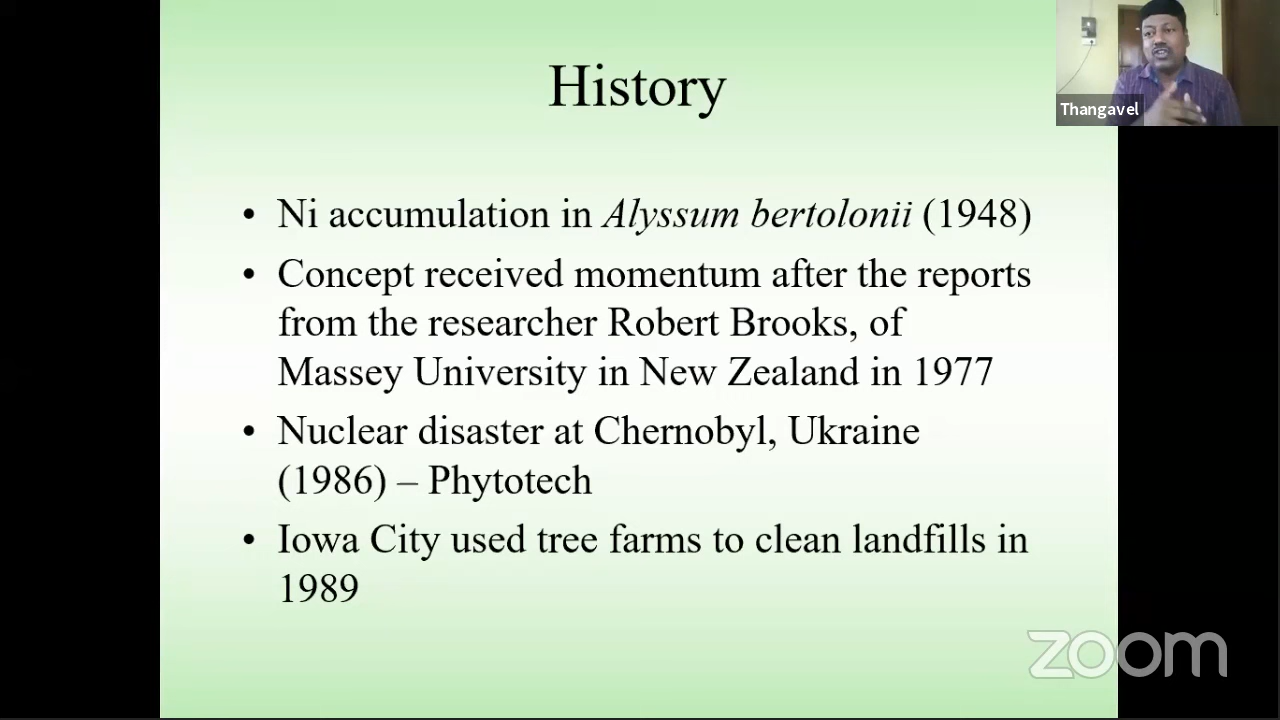 History
Thangavel
• Ni accumulation in Alyssum bertolonii (1948)
• Concept received momentum after the reports
from the researcher Robert Brooks, of
Massey University in New Zealand in 1977
• Nuclear disaster at Chernobyl, Ukraine
(1986) – Phytotech
• Iowa City used tree farms to clean landfills in
1989
zoom